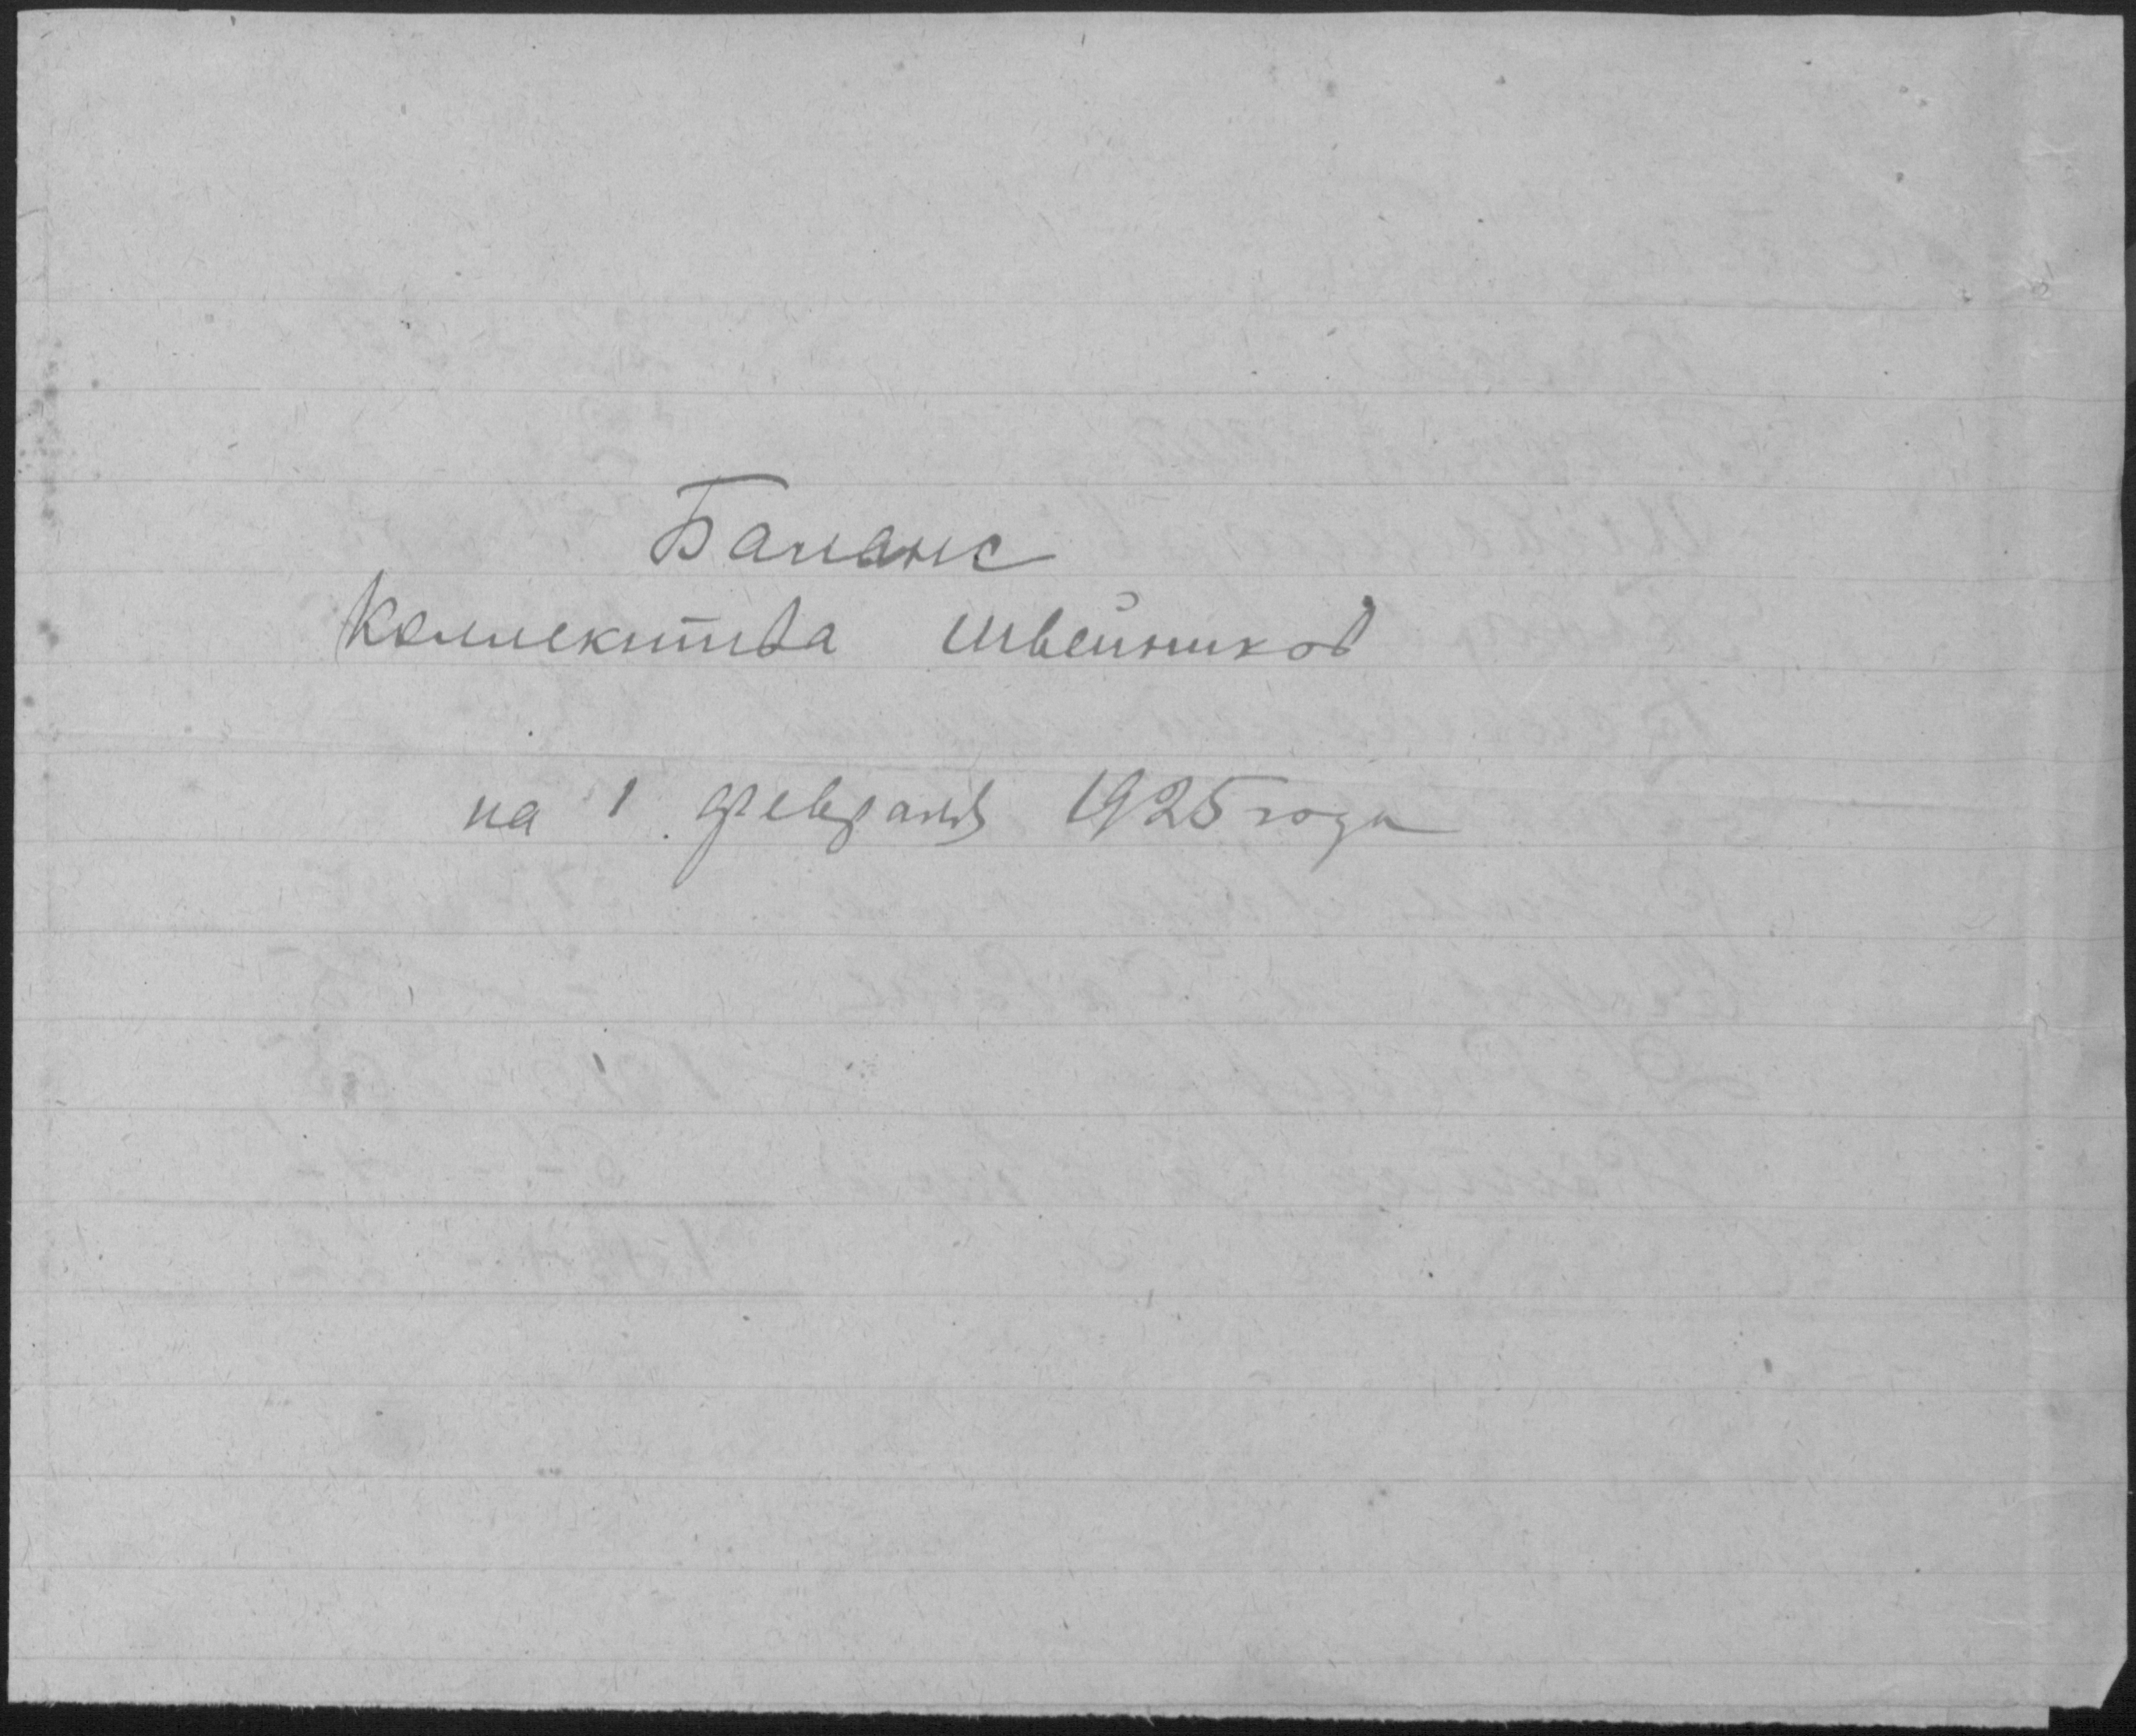 Баланс
Коллектива швейников
на 1 февраля 1925 года